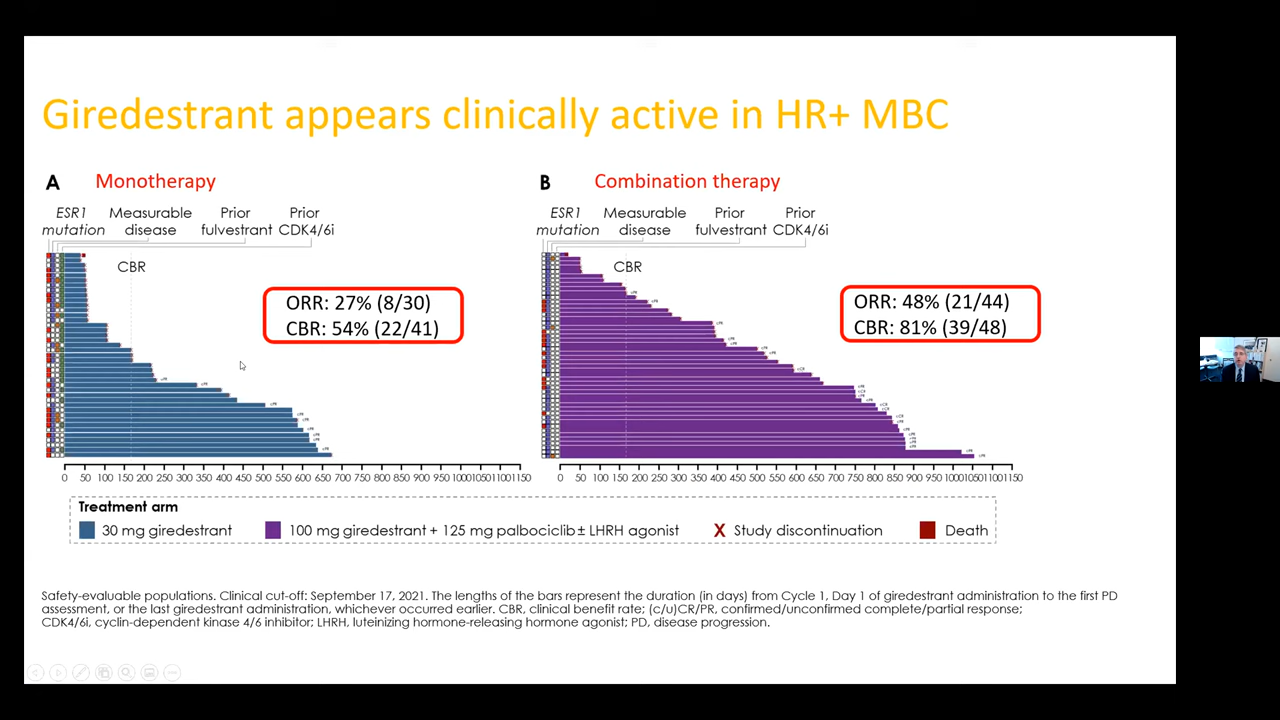 Giredestrant appears clinically active in HR+ MBC
A Monotherapy
ESR1 mutation
Measurable disease
Prior fulvestrant
Prior CDK4/6i
CBR
ORR: 27% (8/30)
CBR: 54% (22/41)
0 50 100 150 200 250 300 350 400 450 500 550 600 650 700 750 800 850 900 950 1000 1050 1100 1150
B Combination therapy
ESR1 mutation
Measurable disease
Prior fulvestrant
Prior CDK4/6i
CBR
ORR: 48% (21/44)
CBR: 81% (39/48)
0 50 100 150 200 250 300 350 400 450 500 550 600 650 700 750 800 850 900 950 1000 1050 1100 1150
Treatment arm
30 mg giredestrant
100 mg giredestrant + 125 mg palbociclib ± LHRH agonist
X Study discontinuation
Death
Safety-evaluable populations. Clinical cut-off: September 17, 2021. The lengths of the bars represent the duration (in days) from Cycle 1, Day 1 of giredestrant administration to the first PD
assessment, or the last giredestrant administration, whichever occurred earlier. CBR, clinical benefit rate; (c/u)CR/PR, confirmed/unconfirmed complete/partial response;
CDK4/6i, cyclin-dependent kinase 4/6 inhibitor; LHRH, luteinizing hormone-releasing hormone agonist; PD, disease progression.